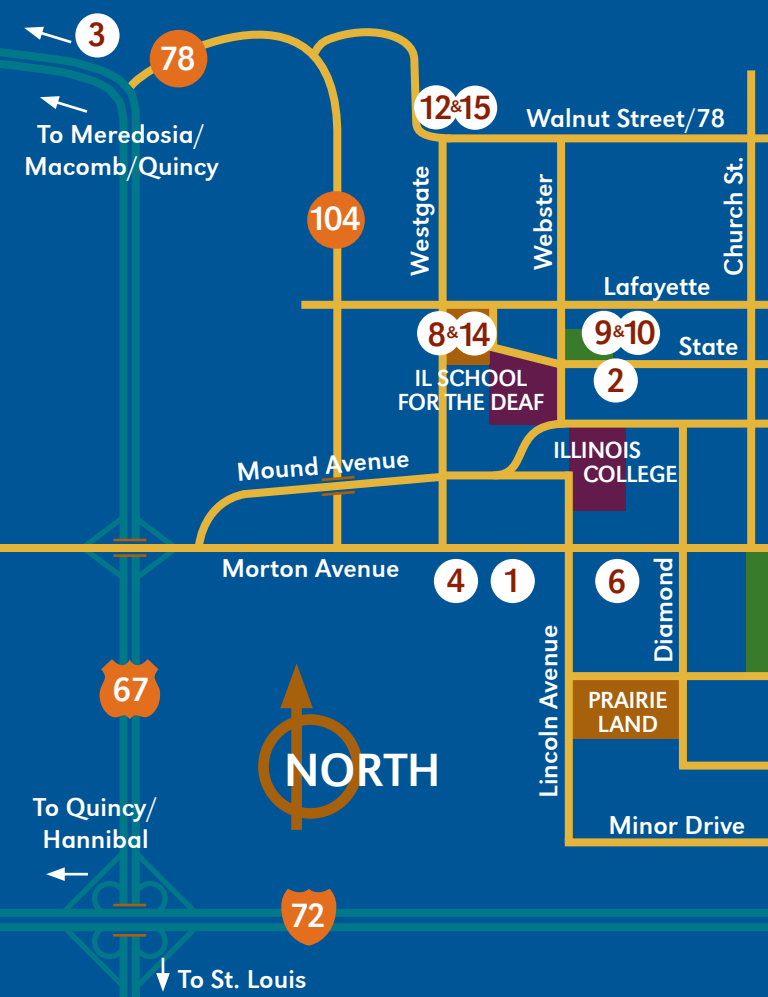 3
78
12&15
Walnut Street/78
To Meredosia/
Macomb/Quincy
Westgate
Webster
Church St.
104
Lafayette
8&14
9&10
State
IL SCHOOL
FOR THE DEAF
2
ILLINOIS
COLLEGE
Mound Avenue
Morton Avenue
4
1
6
Diamond
Lincoln Avenue
67
PRAIRIE
LAND
NORTH
To Quincy/
Hannibal
Minor Drive
72
To St. Louis